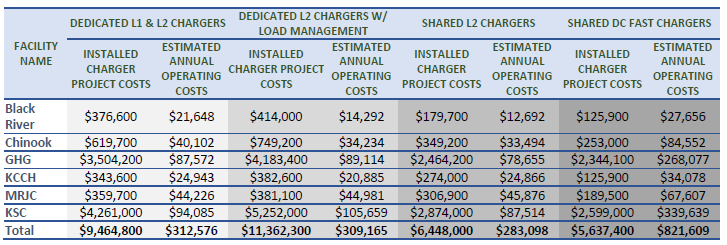 FACILITY NAME | DEDICATED L1 & L2 CHARGERS | DEDICATED L2 CHARGERS W/ LOAD MANAGEMENT | SHARED L2 CHARGERS | SHARED DC FAST CHARGERS
INSTALLED CHARGER PROJECT COSTS | ESTIMATED ANNUAL OPERATING COSTS | INSTALLED CHARGER PROJECT COSTS | ESTIMATED ANNUAL OPERATING COSTS | INSTALLED CHARGER PROJECT COSTS | ESTIMATED ANNUAL OPERATING COSTS | INSTALLED CHARGER PROJECT COSTS | ESTIMATED ANNUAL OPERATING COSTS
Black River | $376,600 | $21,648 | $414,000 | $14,292 | $179,700 | $12,692 | $125,900 | $27,656
Chinook | $619,700 | $40,102 | $749,200 | $34,234 | $349,200 | $33,494 | $253,000 | $84,552
GHG | $3,504,200 | $87,572 | $4,183,400 | $89,114 | $2,464,200 | $78,655 | $2,344,100 | $268,077
KCCH | $343,600 | $24,943 | $382,600 | $20,885 | $274,000 | $24,866 | $125,900 | $34,078
MRJC | $359,700 | $44,226 | $381,100 | $44,981 | $306,900 | $45,876 | $189,500 | $67,607
KSC | $4,261,000 | $94,085 | $5,252,000 | $105,659 | $2,874,000 | $87,514 | $2,599,000 | $339,639
Total | $9,464,800 | $312,576 | $11,362,300 | $309,165 | $6,448,000 | $283,098 | $5,637,400 | $821,609